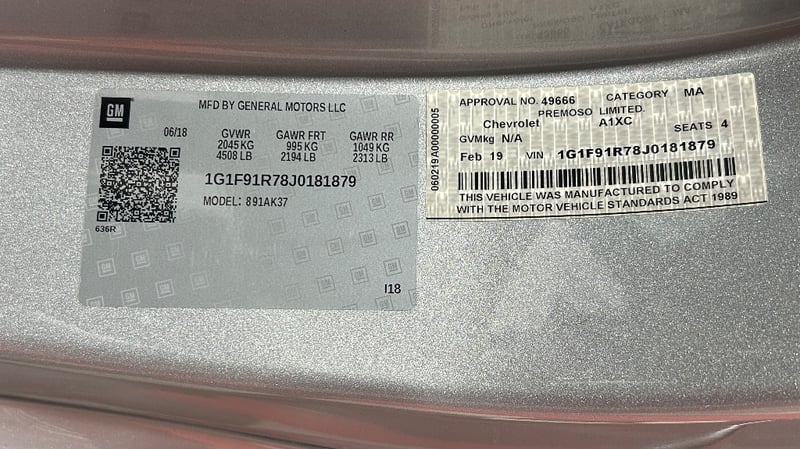 GM
MFD BY GENERAL MOTORS LLC
06/18
GVWR GAWR FRT GAWR RR
2045 KG 995 KG 1049 KG
4508 LB 2194 LB 2313 LB
1G1F91R78J0181879
MODEL: 891AK37
636R
I18
060219A00000005
APPROVAL NO. 49666 CATEGORY MA
PREMOSO LIMITED.
Chevrolet A1XC
GVMkg N/A SEATS 4
Feb 19 VIN 1G1F91R78J0181879
THIS VEHICLE WAS MANUFACTURED TO COMPLY
WITH THE MOTOR VEHICLE STANDARDS ACT 1989